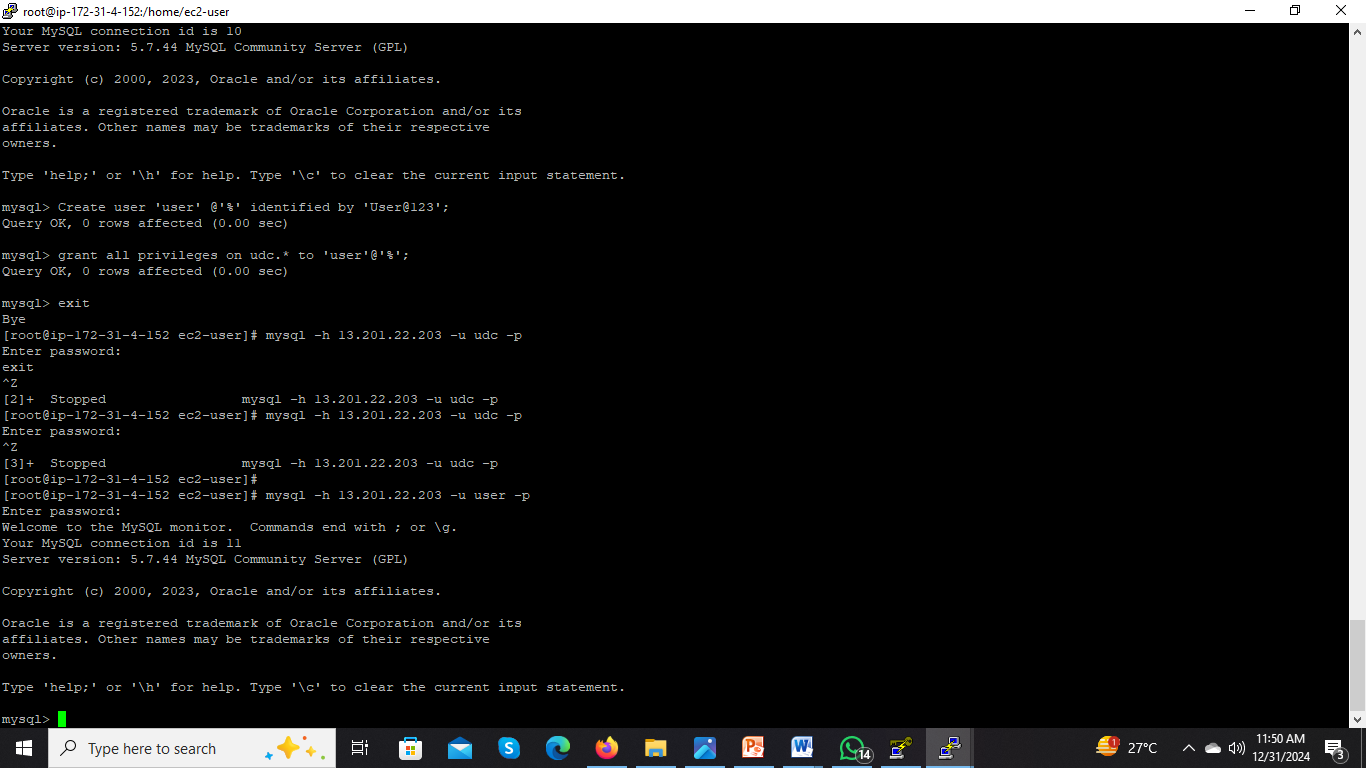 root@ip-172-31-4-152:/home/ec2-user
Your MySQL connection id is 10
Server version: 5.7.44 MySQL Community Server (GPL)
Copyright (c) 2000, 2023, Oracle and/or its affiliates.
Oracle is a registered trademark of Oracle Corporation and/or its
affiliates. Other names may be trademarks of their respective
owners.
Type 'help;' or '\h' for help. Type '\c' to clear the current input statement.
mysql> Create user 'user' @'%' identified by 'User@123';
Query OK, 0 rows affected (0.00 sec)
mysql> grant all privileges on udc.* to 'user'@'%';
Query OK, 0 rows affected (0.00 sec)
mysql> exit
Bye
[root@ip-172-31-4-152 ec2-user]# mysql -h 13.201.22.203 -u udc -p
Enter password:
exit
^Z
[2]+  Stopped                 mysql -h 13.201.22.203 -u udc -p
[root@ip-172-31-4-152 ec2-user]# mysql -h 13.201.22.203 -u udc -p
Enter password:
^Z
[3]+  Stopped                 mysql -h 13.201.22.203 -u udc -p
[root@ip-172-31-4-152 ec2-user]#
[root@ip-172-31-4-152 ec2-user]# mysql -h 13.201.22.203 -u user -p
Enter password:
Welcome to the MySQL monitor.  Commands end with ; or \g.
Your MySQL connection id is 11
Server version: 5.7.44 MySQL Community Server (GPL)
Copyright (c) 2000, 2023, Oracle and/or its affiliates.
Oracle is a registered trademark of Oracle Corporation and/or its
affiliates. Other names may be trademarks of their respective
owners.
Type 'help;' or '\h' for help. Type '\c' to clear the current input statement.
mysql>
Type here to search
14
1
27°C
11:50 AM
12/31/2024
3